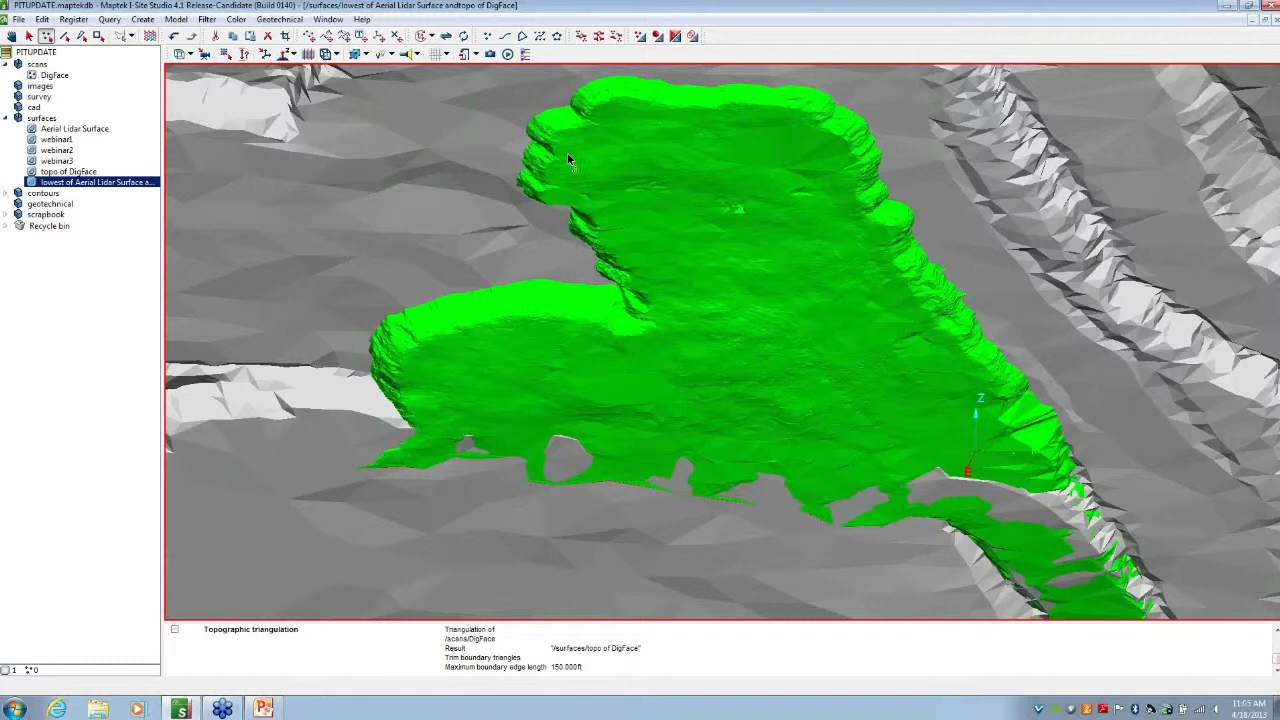 PITUPDATE.maptekdb - Maptek I-Site Studio 4.1 Release-Candidate (Build 0140) - [/surfaces/lowest of Aerial Lidar Surface andtopo of DigFace]
File Edit Register Query Create Model Filter Color Geotechnical Window Help
PITUPDATE
scans
DigFace
images
survey
cad
surfaces
Aerial Lidar Surface
webinar1
webinar2
webinar3
topo of DigFace
lowest of Aerial Lidar Surface a...
contours
geotechnical
scrapbook
Recycle bin
Z
E
Topographic triangulation
Triangulation of
/scans/DigFace
Result "/surfaces/topo of DigFace"
Trim boundary triangles
Maximum boundary edge length 150.000ft
1 0
S
11:05 AM
4/18/2013